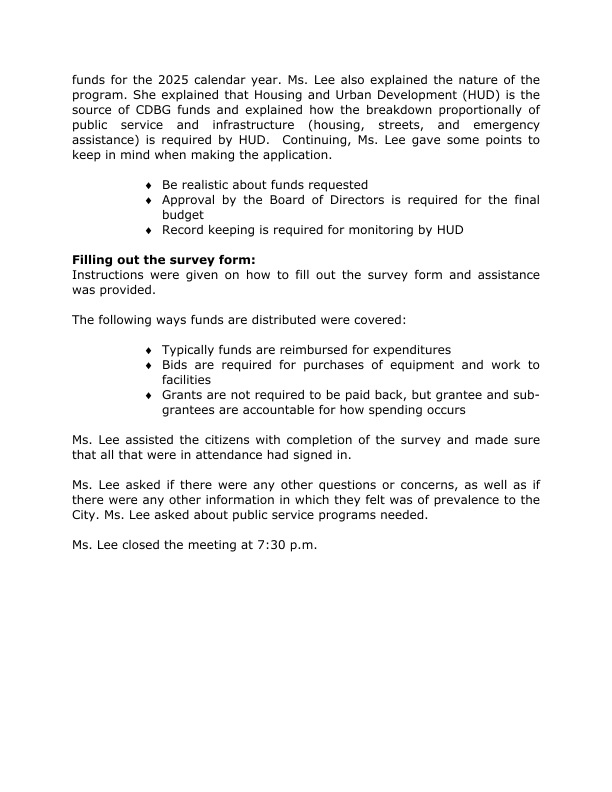 funds for the 2025 calendar year. Ms. Lee also explained the nature of the
program. She explained that Housing and Urban Development (HUD) is the
source of CDBG funds and explained how the breakdown proportionally of
public service and infrastructure (housing, streets, and emergency
assistance) is required by HUD.  Continuing, Ms. Lee gave some points to
keep in mind when making the application.
♦ Be realistic about funds requested
♦ Approval by the Board of Directors is required for the final
budget
♦ Record keeping is required for monitoring by HUD
Filling out the survey form:
Instructions were given on how to fill out the survey form and assistance
was provided.
The following ways funds are distributed were covered:
♦ Typically funds are reimbursed for expenditures
♦ Bids are required for purchases of equipment and work to
facilities
♦ Grants are not required to be paid back, but grantee and sub-
grantees are accountable for how spending occurs
Ms. Lee assisted the citizens with completion of the survey and made sure
that all that were in attendance had signed in.
Ms. Lee asked if there were any other questions or concerns, as well as if
there were any other information in which they felt was of prevalence to the
City. Ms. Lee asked about public service programs needed.
Ms. Lee closed the meeting at 7:30 p.m.